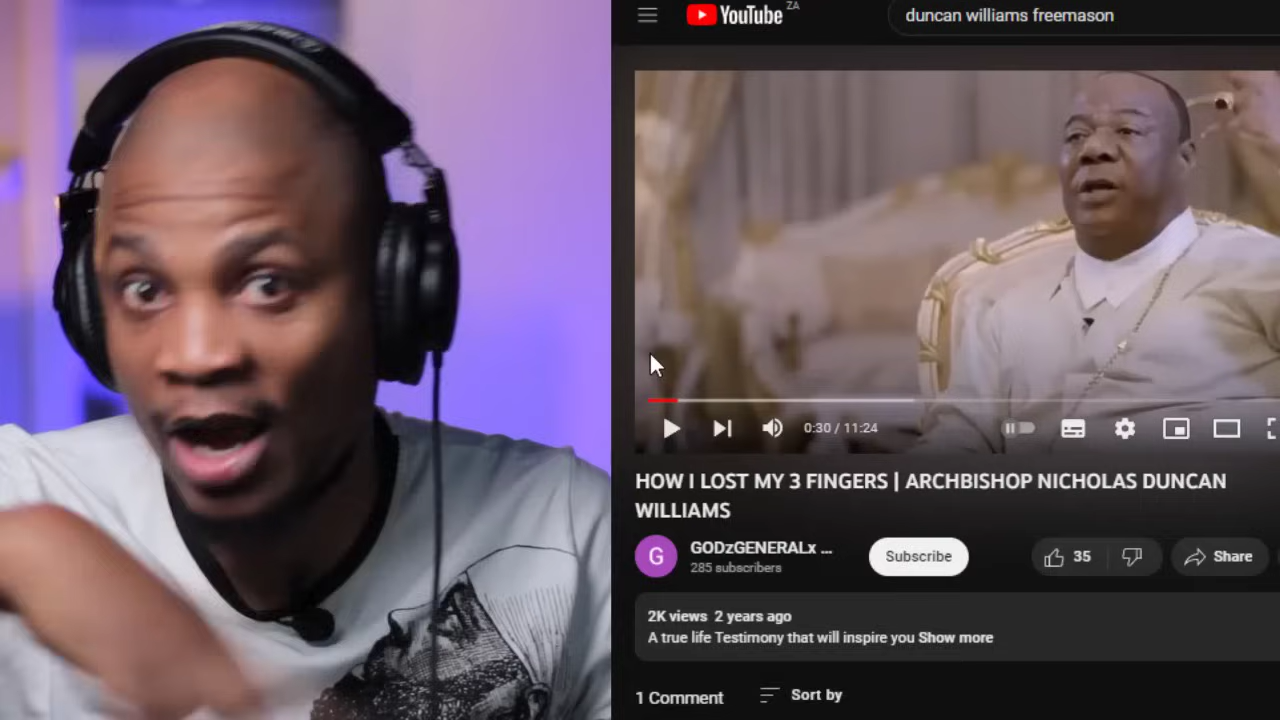 YouTube ZA
duncan williams freemason
0:30 / 11:24
HOW I LOST MY 3 FINGERS | ARCHBISHOP NICHOLAS DUNCAN
WILLIAMS
G
GODzGENERALx ...
285 subscribers
Subscribe
35
Share
2K views 2 years ago
A true life Testimony that will inspire you Show more
1 Comment
Sort by